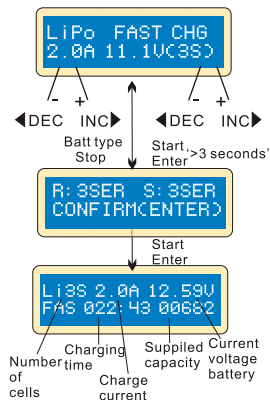 LiPo FAST CHG
2.0A 11.1V(3S)
- +
- +
DEC INC
DEC INC
Batt type
Stop
Start
Enter
'>3 seconds'
R:3SER S:3SER
CONFIRM(ENTER)
Start
Enter
Li3S 2.0A 12.59V
FAS 022:43 00682
Number
of
cells
Charging
time
Charge
current
Suppiled
capacity
Current
voltage
battery